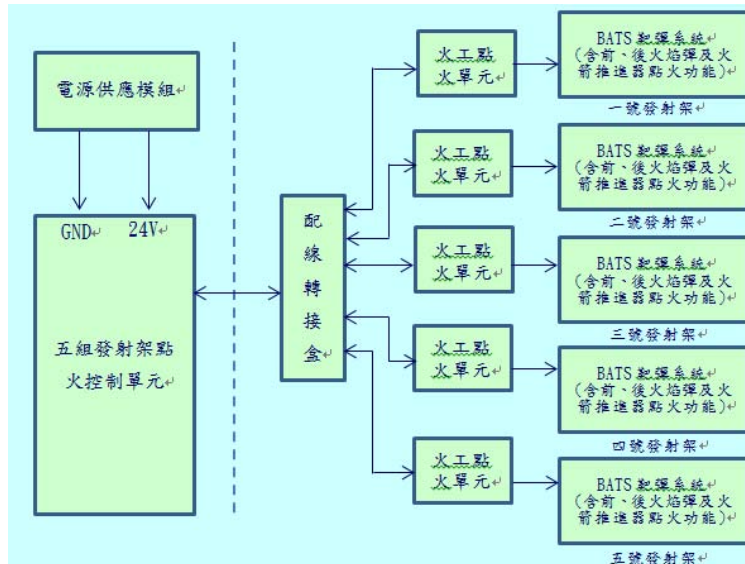 電源供應模組
GND 24V
五組發射架點
火控制單元
配
線
轉
接
盒
火工點
火單元
BATS 靶彈系統
(含前、後火焰彈及火
箭推進器點火功能)
一號發射架
火工點
火單元
BATS 靶彈系統
(含前、後火焰彈及火
箭推進器點火功能)
二號發射架
火工點
火單元
BATS 靶彈系統
(含前、後火焰彈及火
箭推進器點火功能)
三號發射架
火工點
火單元
BATS 靶彈系統
(含前、後火焰彈及火
箭推進器點火功能)
四號發射架
火工點
火單元
BATS 靶彈系統
(含前、後火焰彈及火
箭推進器點火功能)
五號發射架